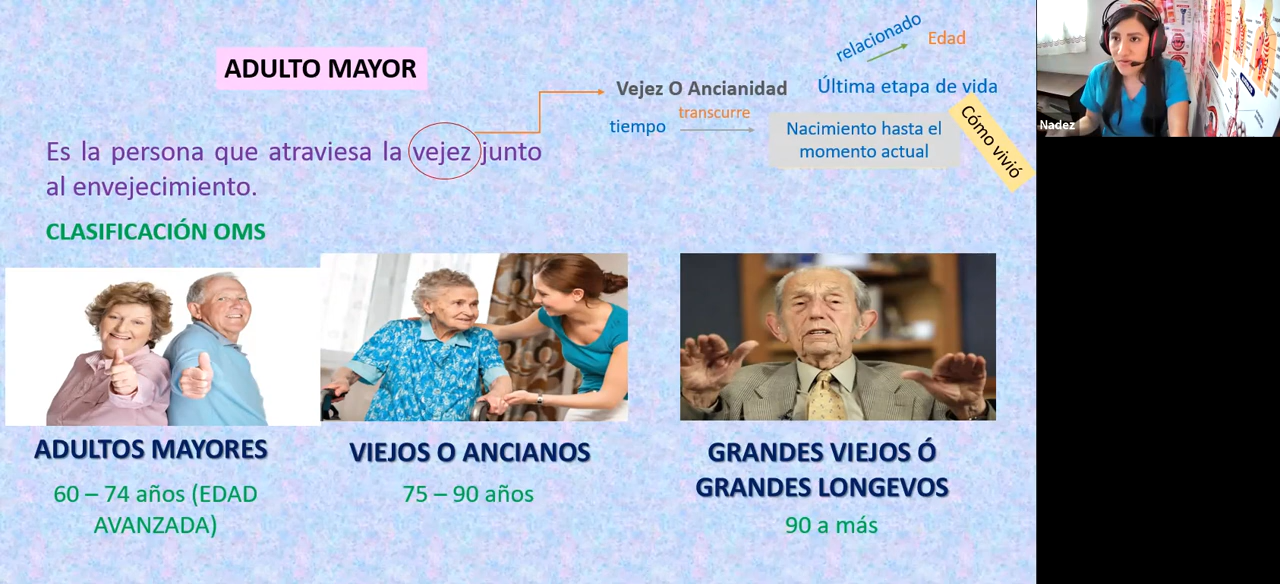 ADULTO MAYOR
relacionado
Edad
Vejez O Ancianidad
Última etapa de vida
tiempo
transcurre
Nacimiento hasta el
momento actual
Cómo vivió
Es la persona que atraviesa la vejez junto
al envejecimiento.
CLASIFICACIÓN OMS
ADULTOS MAYORES
60 – 74 años (EDAD
AVANZADA)
VIEJOS O ANCIANOS
75 – 90 años
GRANDES VIEJOS Ó
GRANDES LONGEVOS
90 a más
Nadez